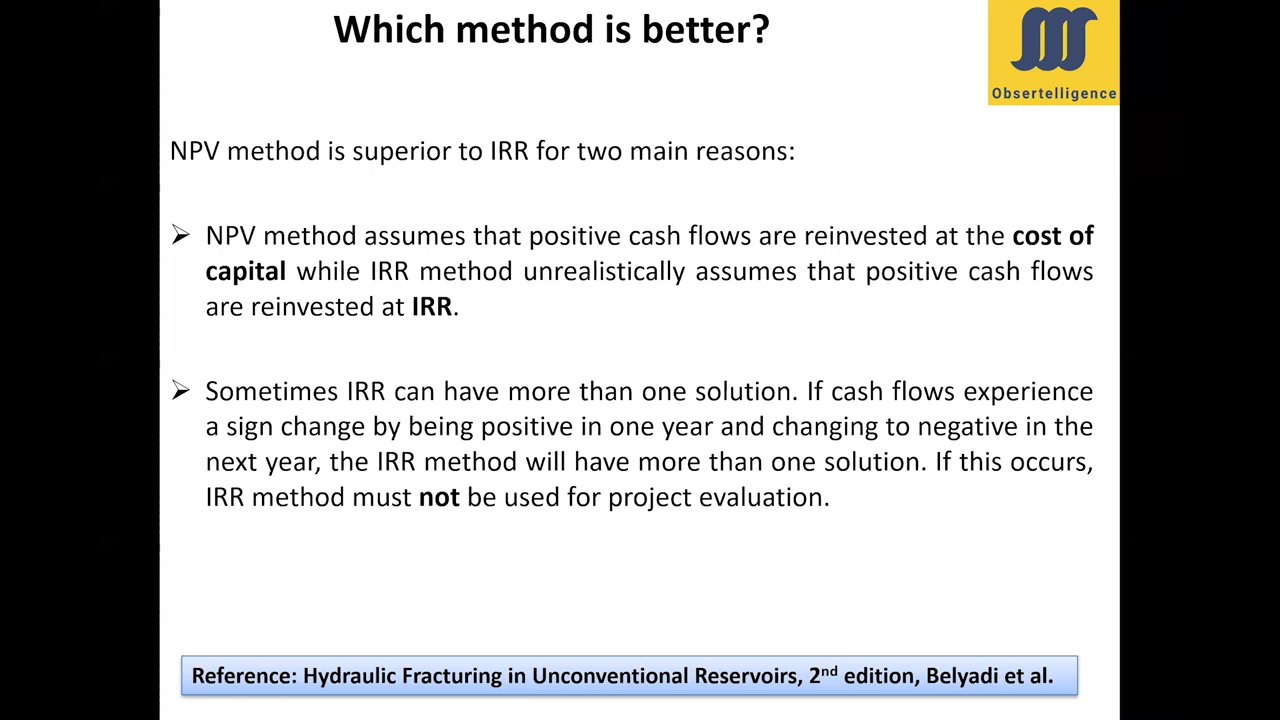 Which method is better?
Obsertelligence
NPV method is superior to IRR for two main reasons:
➢ NPV method assumes that positive cash flows are reinvested at the cost of
capital while IRR method unrealistically assumes that positive cash flows
are reinvested at IRR.
➢ Sometimes IRR can have more than one solution. If cash flows experience
a sign change by being positive in one year and changing to negative in the
next year, the IRR method will have more than one solution. If this occurs,
IRR method must not be used for project evaluation.
Reference: Hydraulic Fracturing in Unconventional Reservoirs, 2nd edition, Belyadi et al.